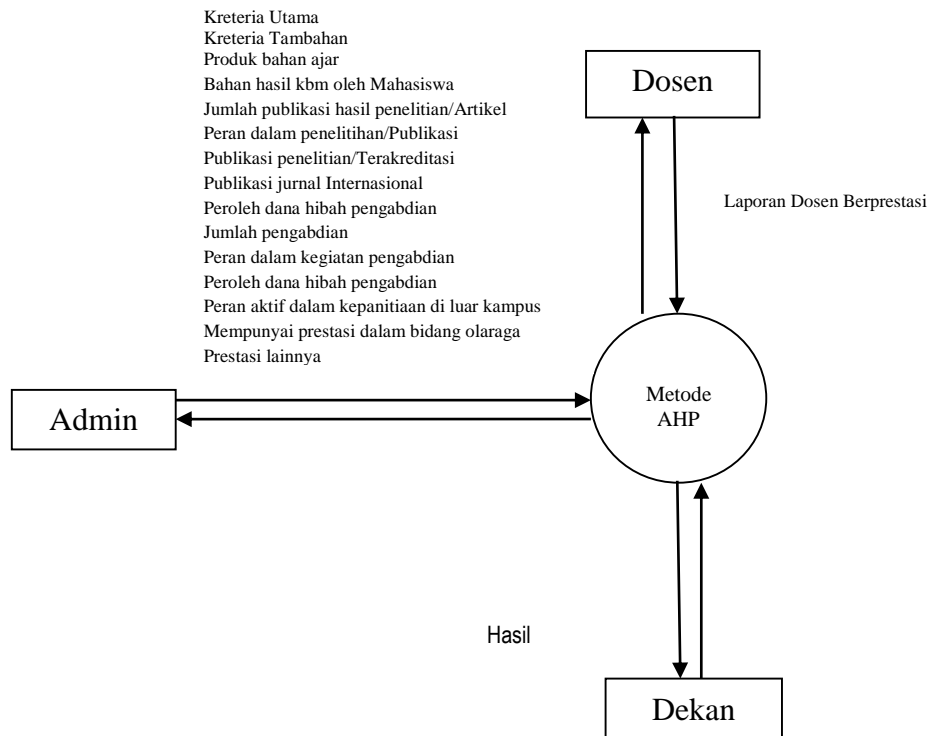 Kreteria Utama
Kreteria Tambahan
Produk bahan ajar
Bahan hasil kbm oleh Mahasiswa
Jumlah publikasi hasil penelitian/Artikel
Peran dalam penelitihan/Publikasi
Publikasi penelitian/Terakreditasi
Publikasi jurnal Internasional
Peroleh dana hibah pengabdian
Jumlah pengabdian
Peran dalam kegiatan pengabdian
Peroleh dana hibah pengabdian
Peran aktif dalam kepanitiaan di luar kampus
Mempunyai prestasi dalam bidang olaraga
Prestasi lainnya
Dosen
Laporan Dosen Berprestasi
Admin
Metode
AHP
Hasil
Dekan